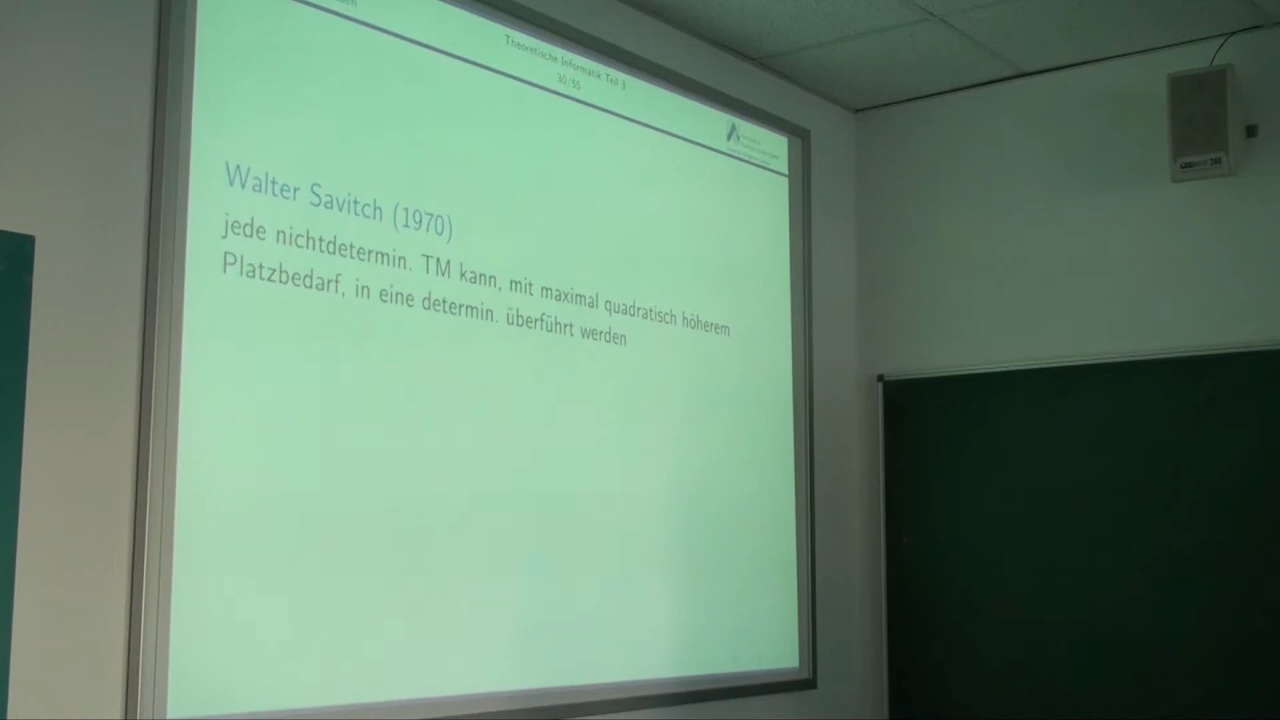 Theoretische Informatik Teil 3
30/55
Walter Savitch (1970)
jede nichtdetermin. TM kann, mit maximal quadratisch höherem
Platzbedarf, in eine determin. überführt werden